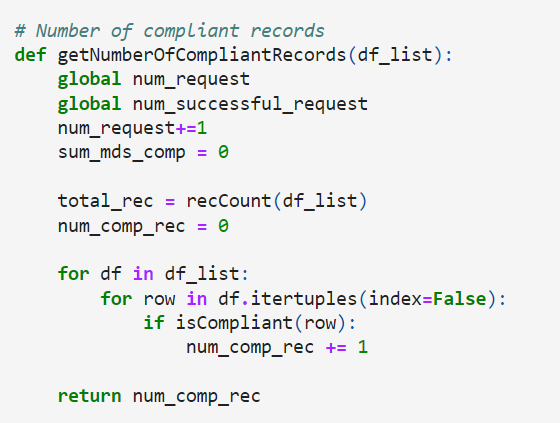 # Number of compliant records
def getNumberOfCompliantRecords(df_list):
    global num_request
    global num_successful_request
    num_request+=1
    sum_mds_comp = 0

    total_rec = recCount(df_list)
    num_comp_rec = 0

    for df in df_list:
        for row in df.itertuples(index=False):
            if isCompliant(row):
                num_comp_rec += 1

    return num_comp_rec